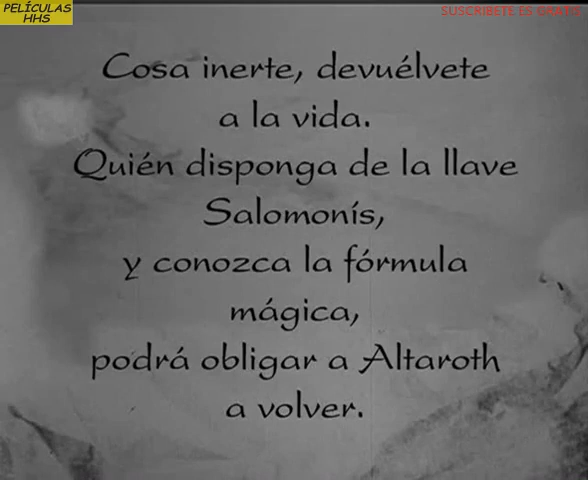 PELÍCULAS
HHS
SUSCRIBETE ES GRATIS
Cosa inerte, devuélvete
a la vida.
Quién disponga de la llave
Salomonís,
y conozca la fórmula
mágica,
podrá obligar a Altaroth
a volver.